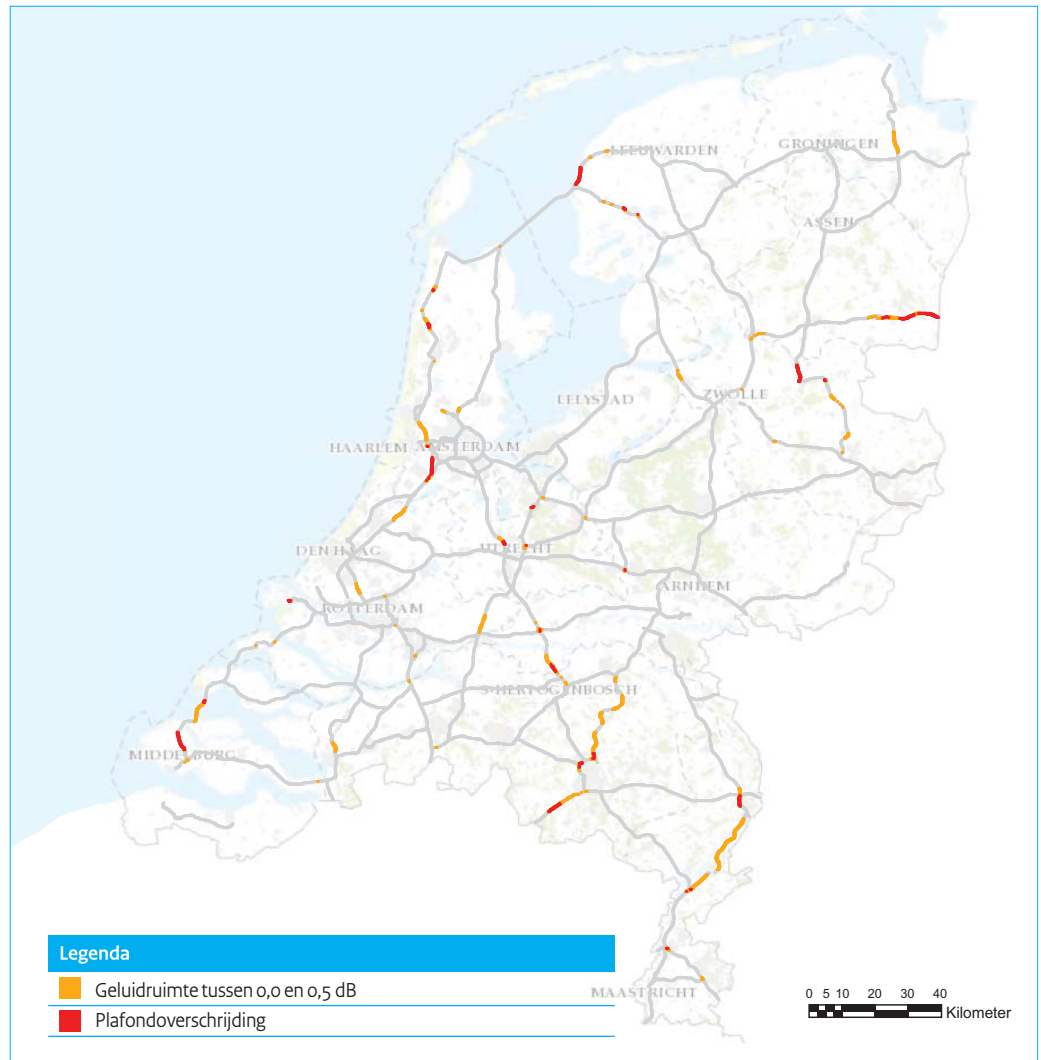 LEEUWARDEN
GRONINGEN
ASSEN
LELYSTAD
ZWOLLE
HAARLEM
AMSTERDAM
DEN HAAG
UTRECHT
ARNHEM
ROTTERDAM
S-HERTOGENBOSCH
MIDDELBURG
MAASTRICHT
Legenda
Geluidruimte tussen 0,0 en 0,5 dB
Plafondoverschrijding
0 5 10 20 30 40
Kilometer